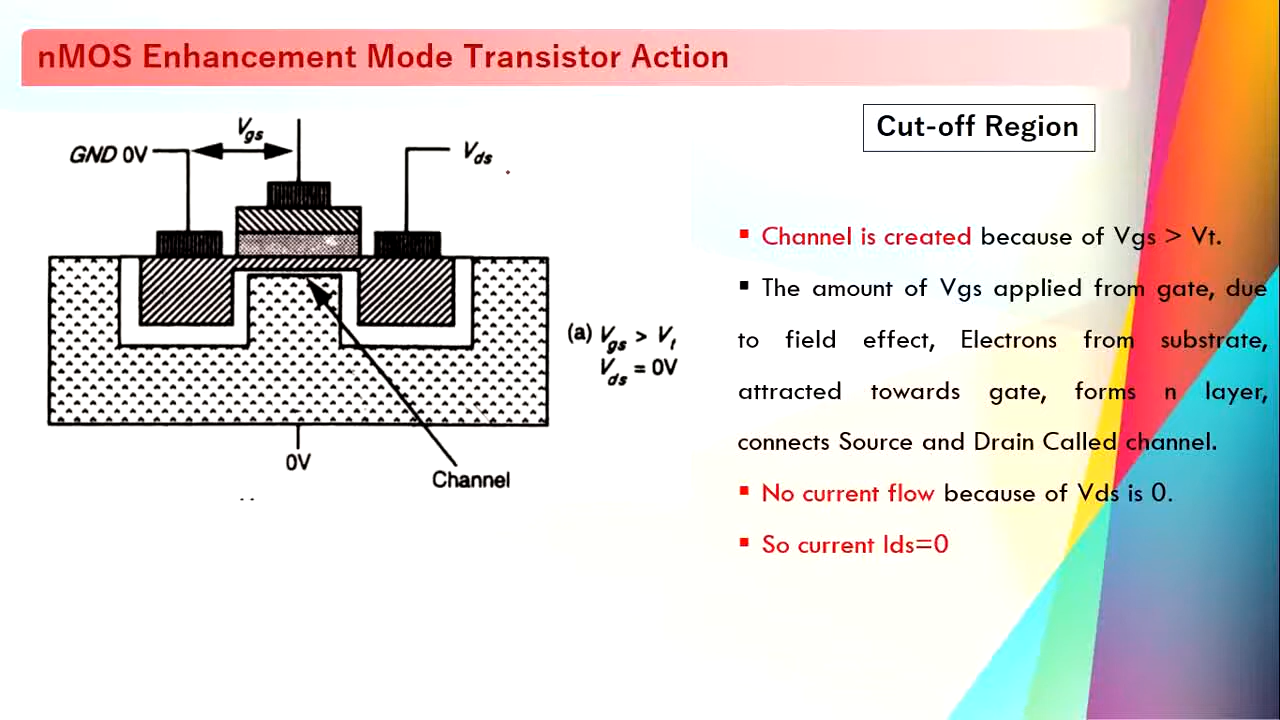 nMOS Enhancement Mode Transistor Action
Cut-off Region
Vgs
GND 0V
Vds
(a) Vgs > Vt
Vds = 0V
0V
Channel
▪ Channel is created because of Vgs > Vt.
▪ The amount of Vgs applied from gate, due
to field effect, Electrons from substrate,
attracted towards gate, forms n layer,
connects Source and Drain Called channel.
▪ No current flow because of Vds is 0.
▪ So current Ids=0